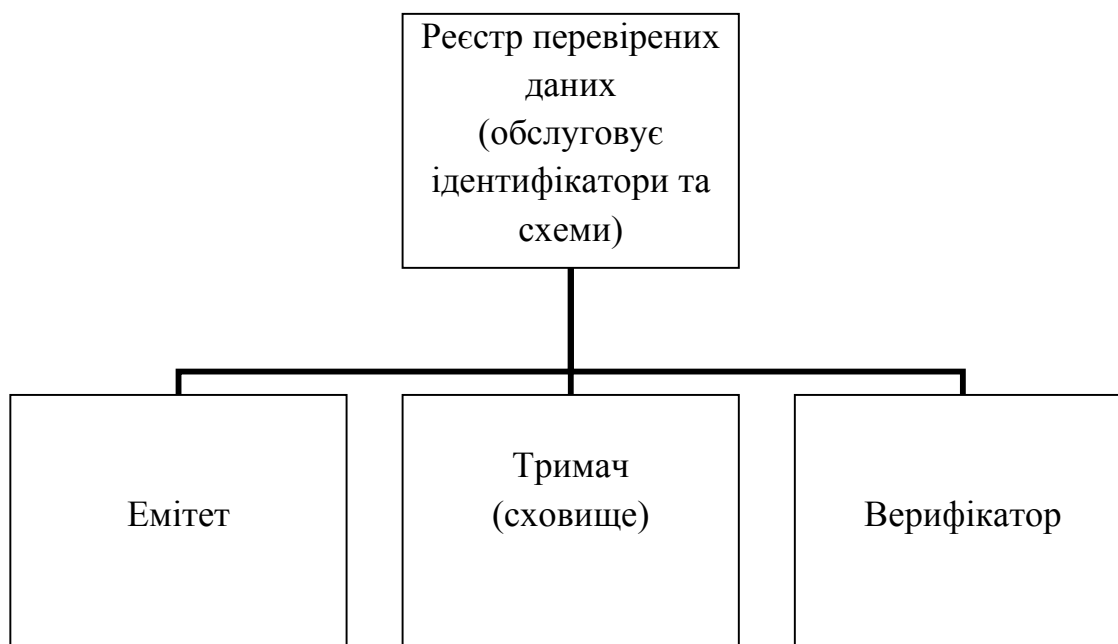 Реєстр перевірених
даних
(обслуговує
ідентифікатори та
схеми)
Емітет
Тримач
(сховище)
Верифікатор